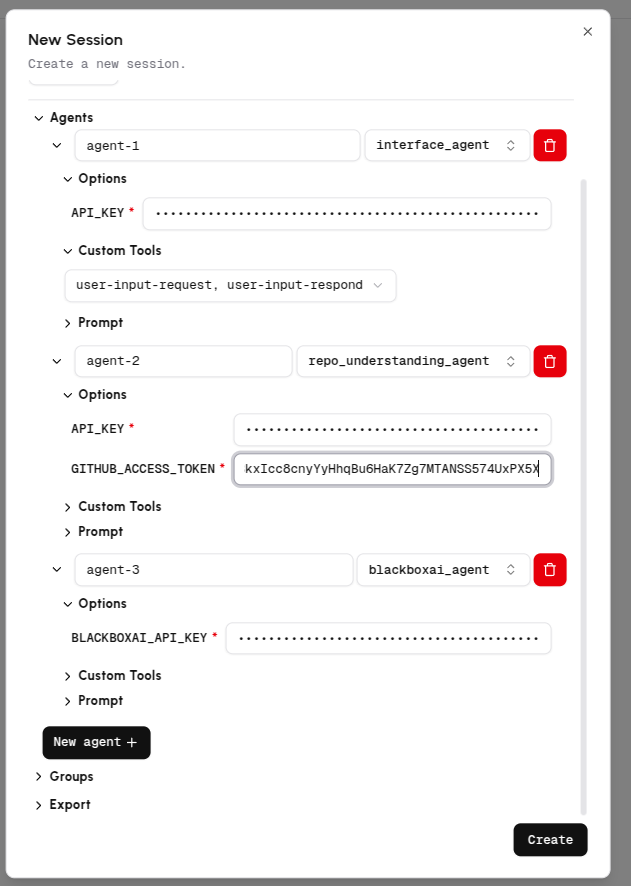 New Session
Create a new session.
Agents
agent-1 interface_agent
Options
API_KEY * ••••••••••••••••••••••••••••••••••••••••••••••••••
Custom Tools
user-input-request, user-input-respond
Prompt
agent-2 repo_understanding_agent
Options
API_KEY * •••••••••••••••••••••••••••••••••••••••
GITHUB_ACCESS_TOKEN * kxIcc8cnyYyHhqBu6HaK7Zg7MTANSS574UxPX5X
Custom Tools
Prompt
agent-3 blackboxai_agent
Options
BLACKBOXAI_API_KEY * ••••••••••••••••••••••••••••••••••••••••
Custom Tools
Prompt
New agent +
Groups
Export
Create